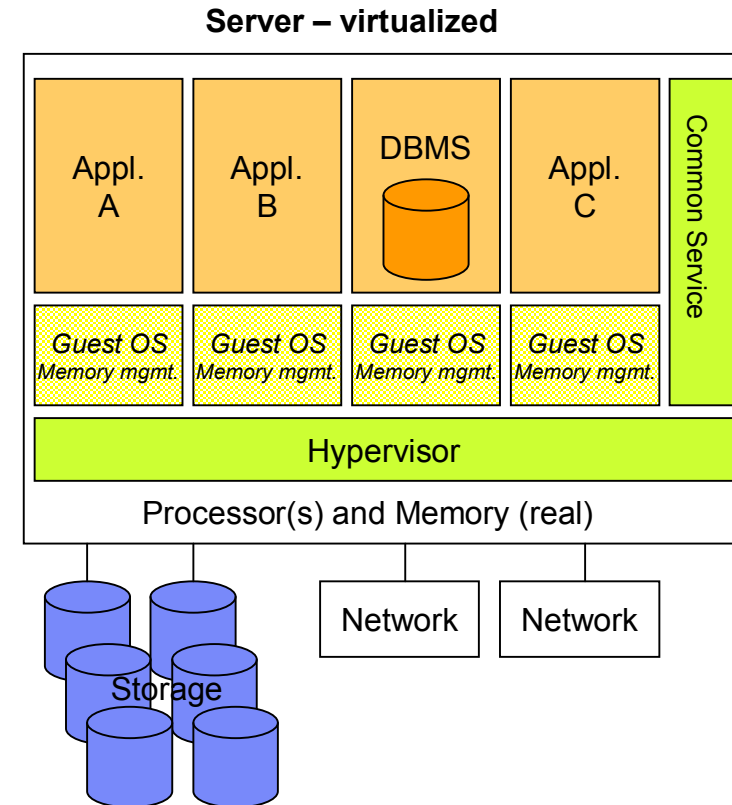 Server – virtualized
Appl.
A
Appl.
B
DBMS
Appl.
C
Common Service
Guest OS
Memory mgmt.
Guest OS
Memory mgmt.
Guest OS
Memory mgmt.
Guest OS
Memory mgmt.
Hypervisor
Processor(s) and Memory (real)
Storage
Network
Network